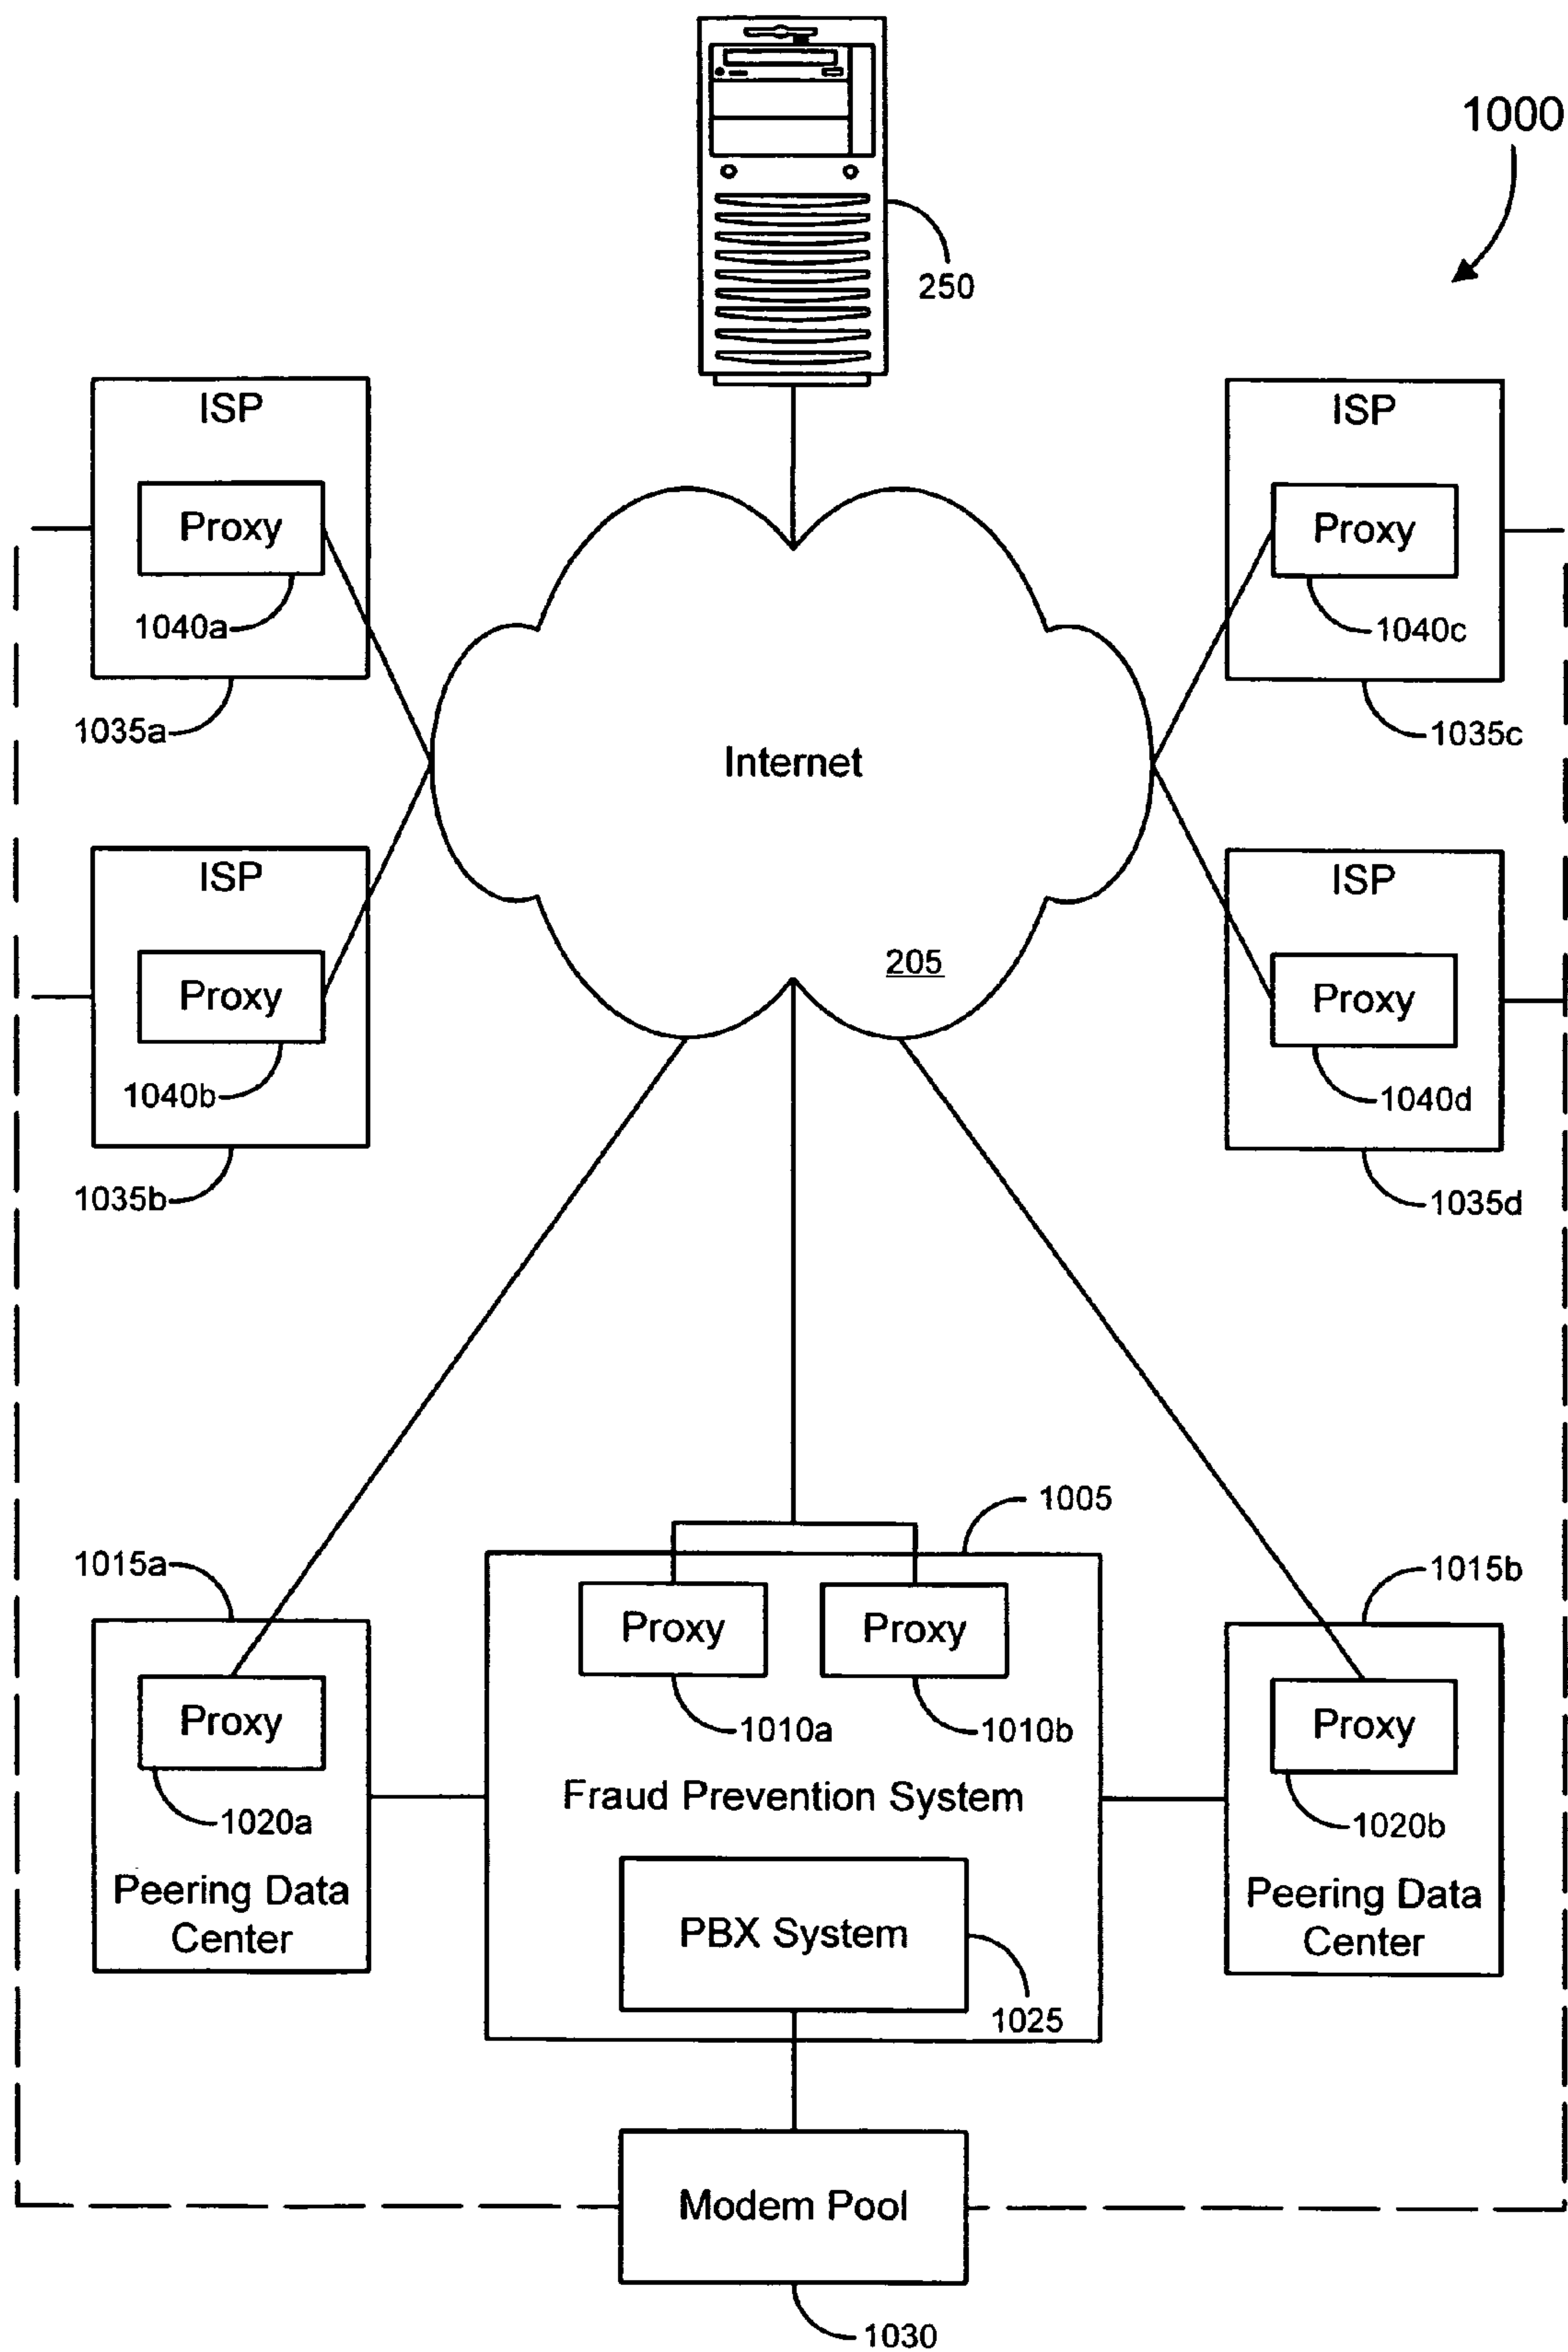 1000
250
ISP
ISP
Proxy
Proxy
1040a
1040c
1035a
1035c
Internet
ISP
ISP
205
Proxy
Proxy
1040b
1040d
1035b
1035d
1005
1015a
1015b
Proxy
Proxy
Proxy
Proxy
1010a
1010b
Fraud Prevention System
1020a
1020b
Peering Data
Center
Peering Data
Center
PBX System
1025
Modem Pool
1030